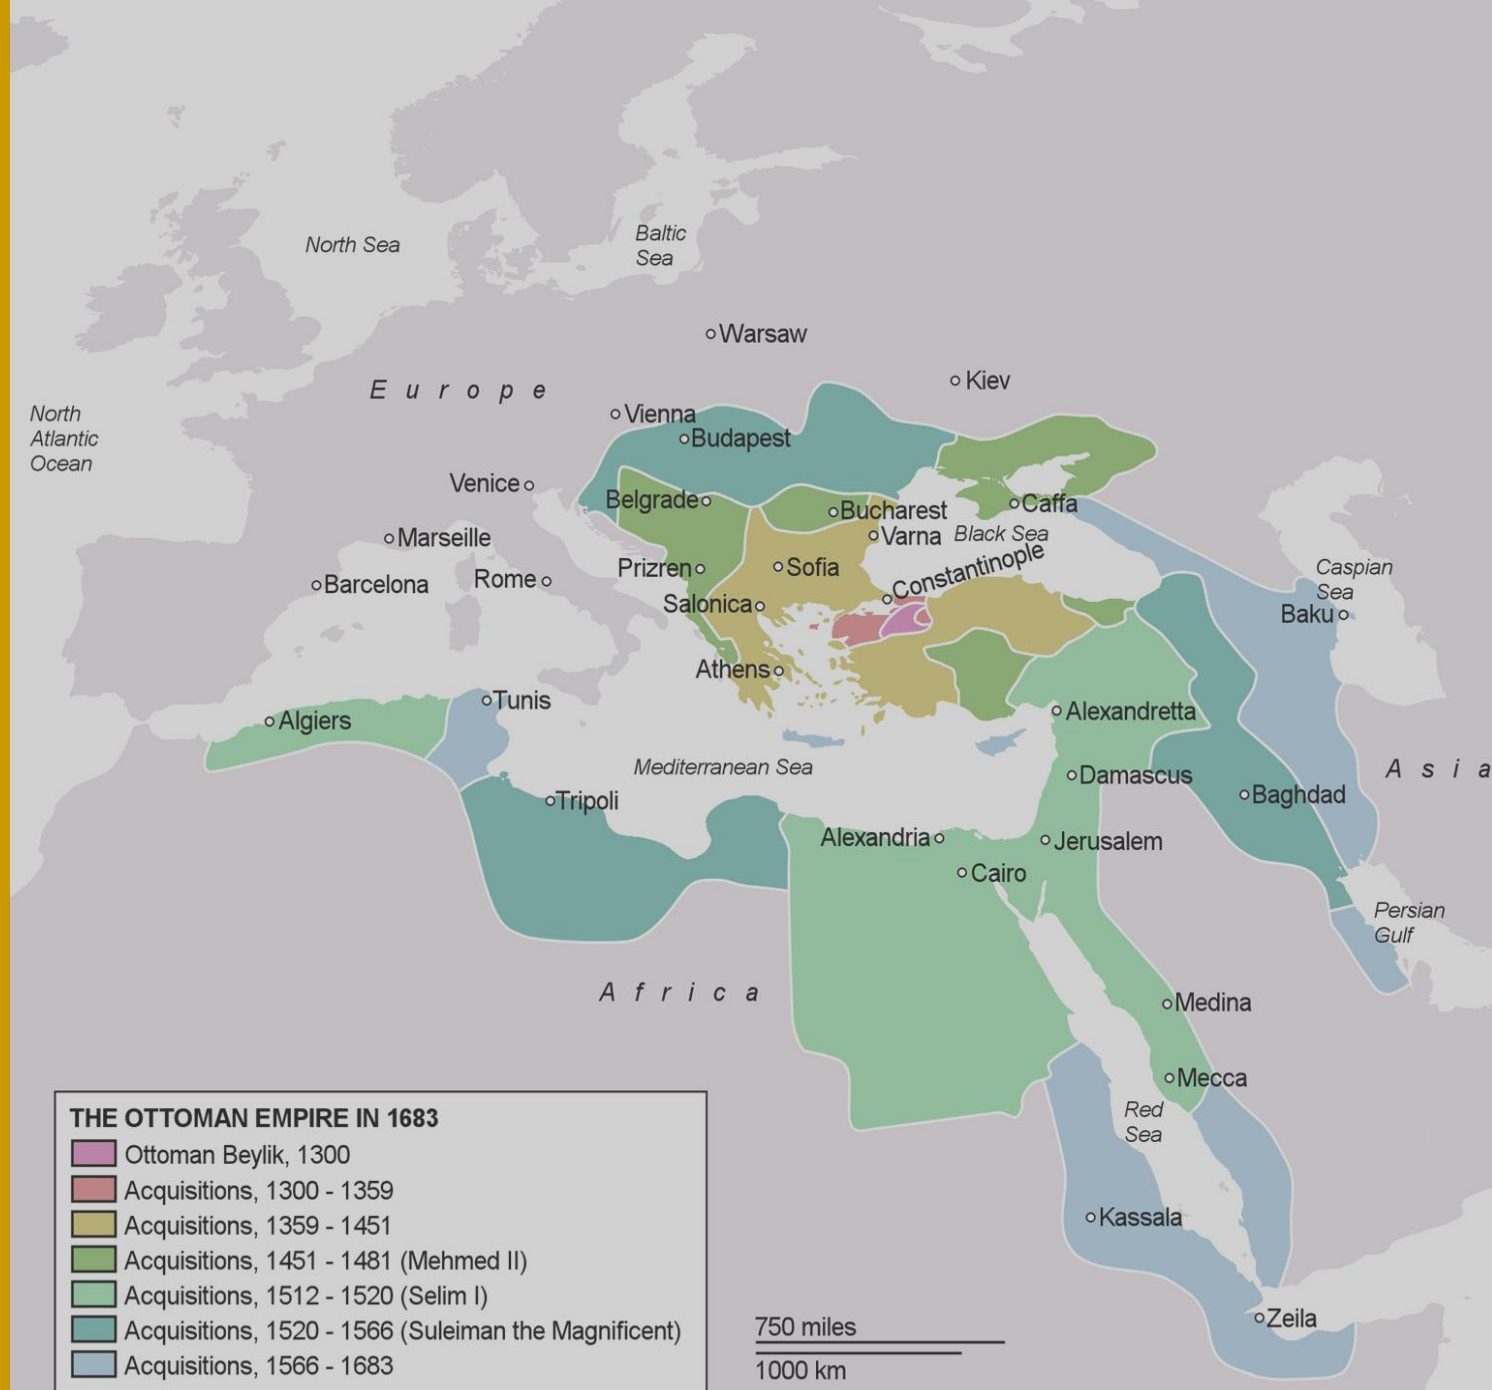 North Sea
Baltic
Sea
Warsaw
Kiev
Europe
North
Atlantic
Ocean
Vienna
Budapest
Venice
Belgrade
Bucharest
Caffa
Marseille
Varna
Black Sea
Constantinople
Prizren
Sofia
Caspian
Sea
Barcelona
Rome
Salonica
Baku
Athens
Tunis
Algiers
Alexandretta
Mediterranean Sea
Asia
Damascus
Tripoli
Baghdad
Alexandria
Jerusalem
Cairo
Persian
Gulf
Africa
Medina
Mecca
Red
Sea
Kassala
Zeila
THE OTTOMAN EMPIRE IN 1683
Ottoman Beylik, 1300
Acquisitions, 1300 - 1359
Acquisitions, 1359 - 1451
Acquisitions, 1451 - 1481 (Mehmed II)
Acquisitions, 1512 - 1520 (Selim I)
Acquisitions, 1520 - 1566 (Suleiman the Magnificent)
Acquisitions, 1566 - 1683
750 miles
1000 km